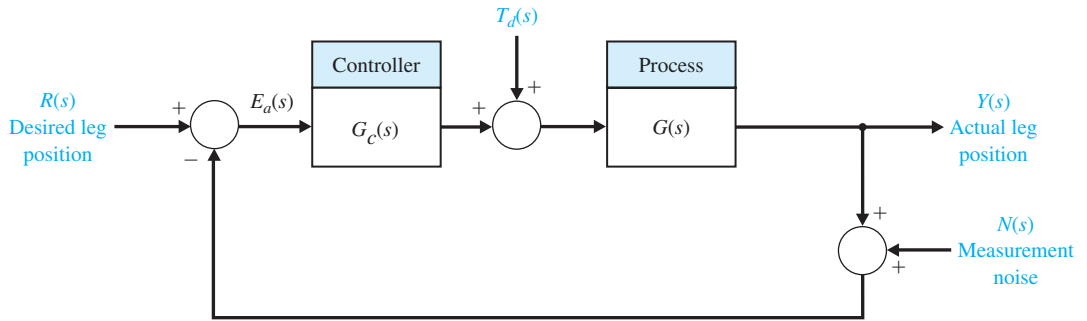 T_d(s)
Controller
Process
R(s)
Desired leg
position
+
−
E_a(s)
G_c(s)
+
+
G(s)
Y(s)
Actual leg
position
+
+
N(s)
Measurement
noise